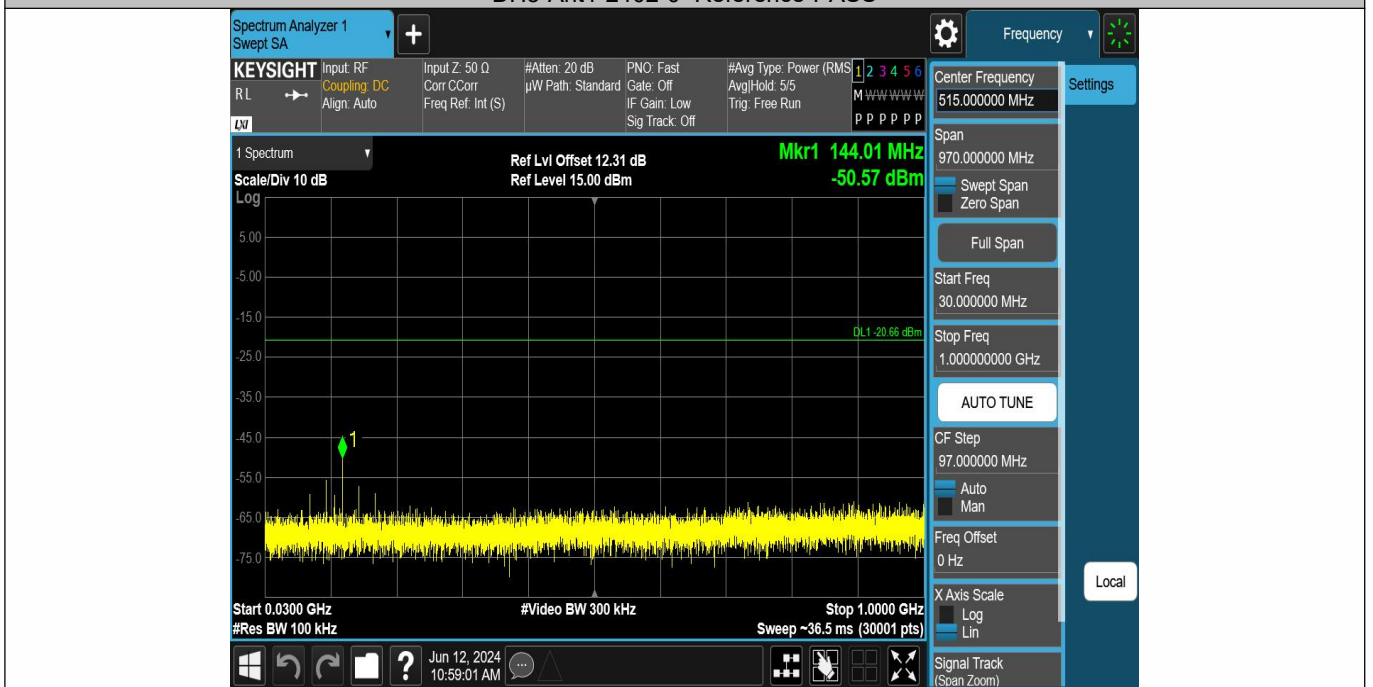 Spectrum Analyzer 1
Swept SA
+
Frequency
KEYSIGHT
RL
LXI
Input: RF
Coupling: DC
Align: Auto
Input Z: 50 Ω
Corr CCorr
Freq Ref: Int (S)
#Atten: 20 dB
µW Path: Standard
PNO: Fast
Gate: Off
IF Gain: Low
Sig Track: Off
#Avg Type: Power (RMS
Avg|Hold: 5/5
Trig: Free Run
1 2 3 4 5 6
M W W W W W
P P P P P P
1 Spectrum
Scale/Div 10 dB
Log
Ref Lvl Offset 12.31 dB
Ref Level 15.00 dBm
Mkr1 144.01 MHz
-50.57 dBm
5.00
-5.00
-15.0
DL1 -20.66 dBm
-25.0
-35.0
-45.0
1
-55.0
-65.0
-75.0
Start 0.0300 GHz
#Res BW 100 kHz
#Video BW 300 kHz
Stop 1.0000 GHz
Sweep ~36.5 ms (30001 pts)
Jun 12, 2024
10:59:01 AM
?
Center Frequency
515.000000 MHz
Span
970.000000 MHz
Swept Span
Zero Span
Full Span
Start Freq
30.000000 MHz
Stop Freq
1.000000000 GHz
AUTO TUNE
CF Step
97.000000 MHz
Auto
Man
Freq Offset
0 Hz
X Axis Scale
Log
Lin
Signal Track
(Span Zoom)
Settings
Local